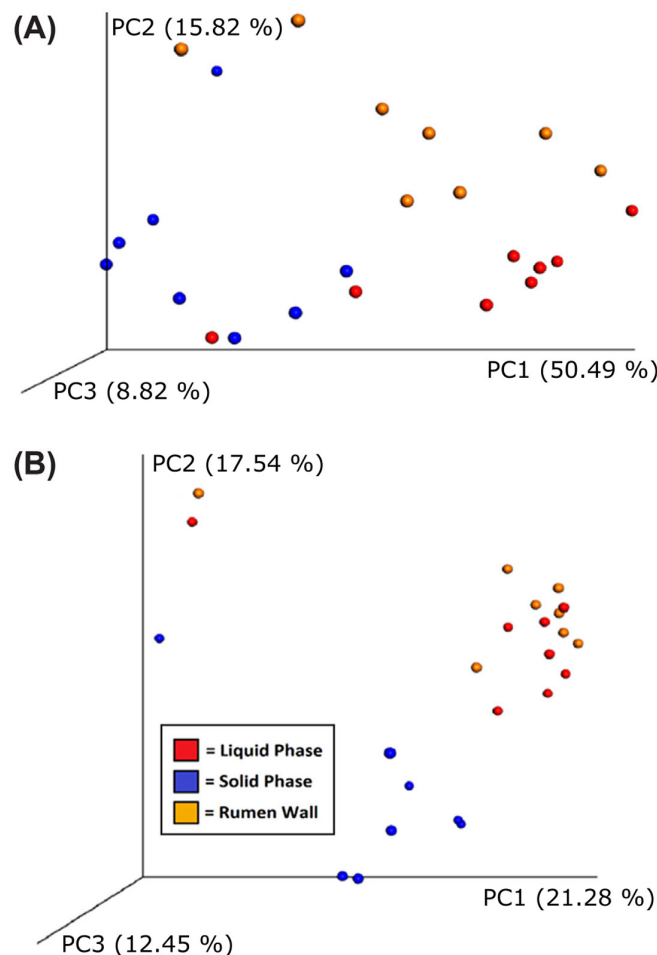 (A)
PC2 (15.82 %)
PC1 (50.49 %)
PC3 (8.82 %)
(B)
PC2 (17.54 %)
= Liquid Phase
= Solid Phase
= Rumen Wall
PC1 (21.28 %)
PC3 (12.45 %)